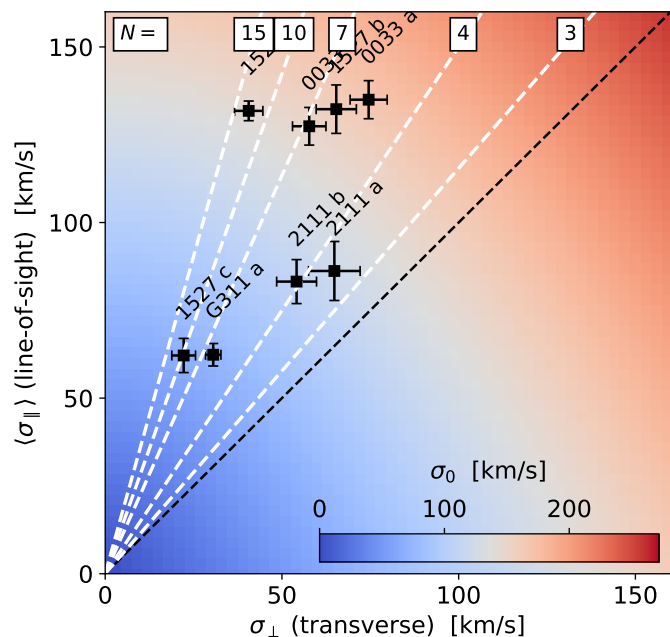 N = 15 10 7 4 3
152
0033
1527 b
0033 a
2111 b
2111 a
1527 c
G311 a
150
100
50
0
⟨σ∥⟩ (line-of-sight) [km/s]
σ₀ [km/s]
0 100 200
0 50 100 150
σ⊥ (transverse) [km/s]